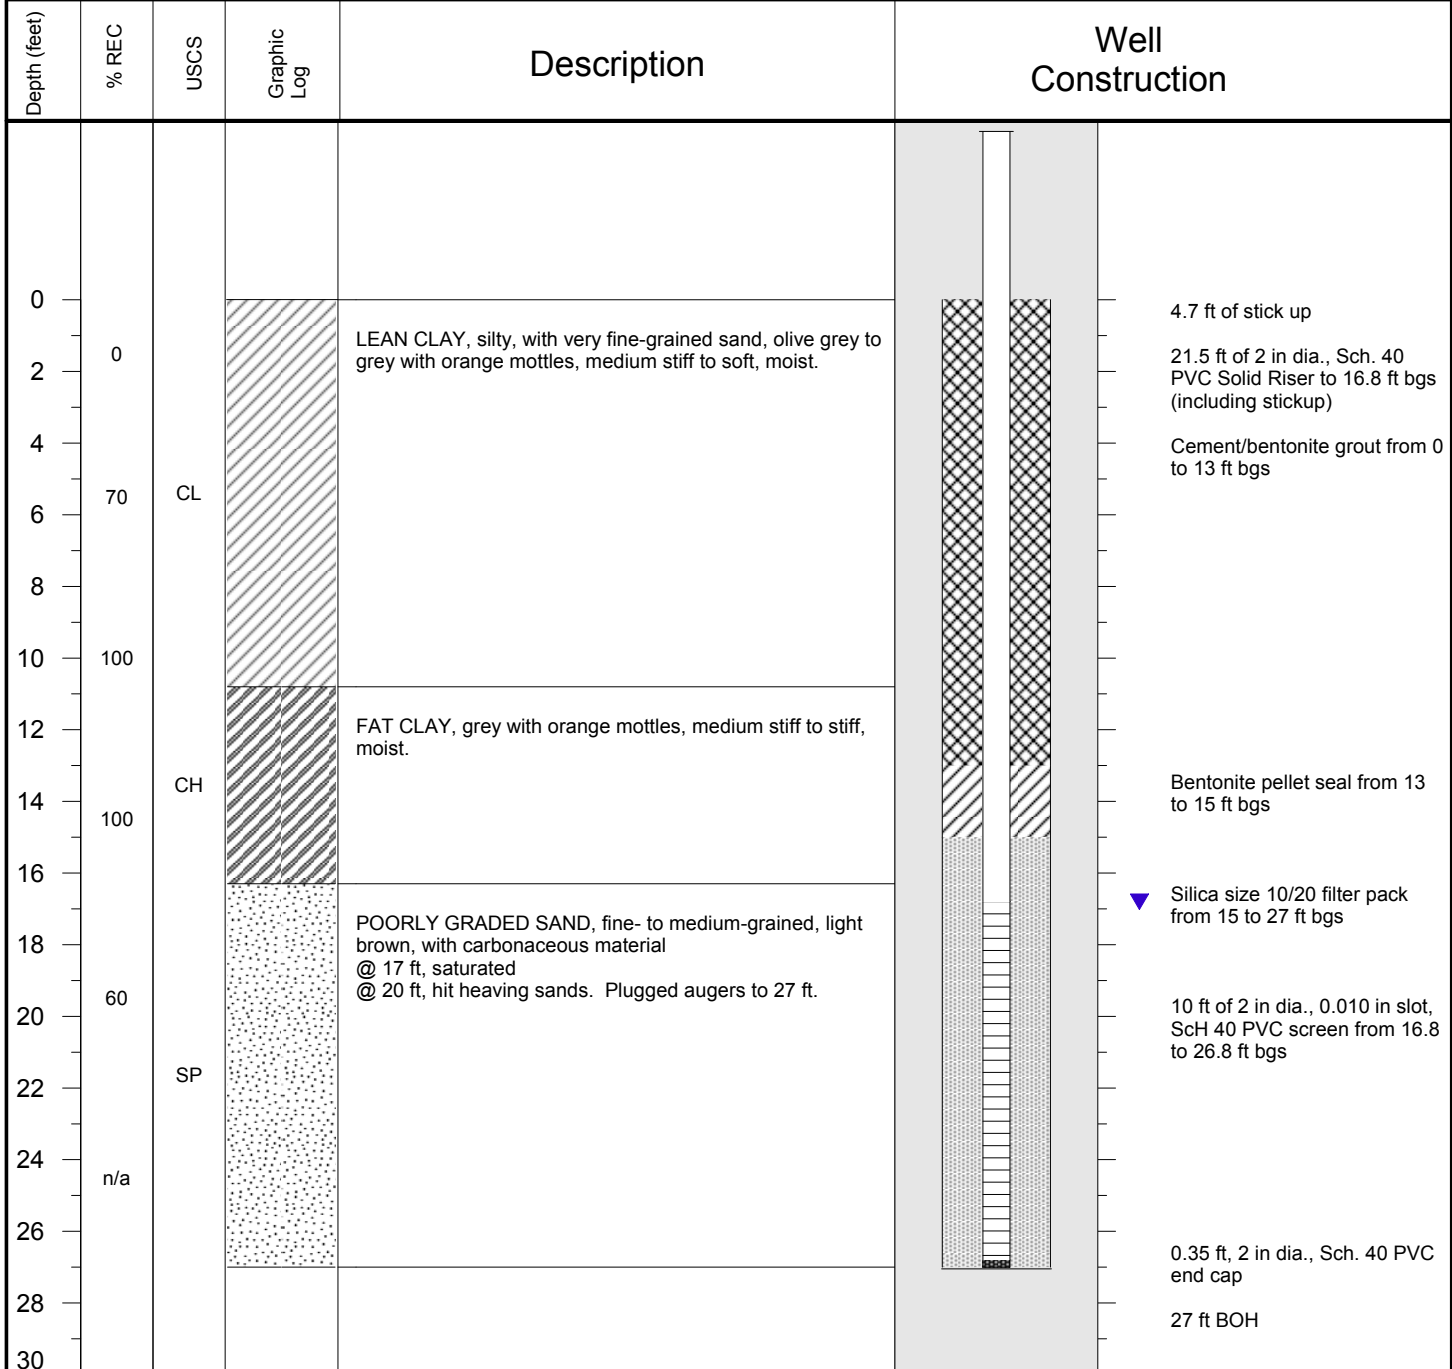 Depth (feet)
% REC
USCS
Graphic
Log
Description
Well
Construction
0
2
4
6
8
10
12
14
16
18
20
22
24
26
28
30
0
70
100
100
60
n/a
CL
CH
SP
LEAN CLAY, silty, with very fine-grained sand, olive grey to
grey with orange mottles, medium stiff to soft, moist.
FAT CLAY, grey with orange mottles, medium stiff to stiff,
moist.
POORLY GRADED SAND, fine- to medium-grained, light
brown, with carbonaceous material
@ 17 ft, saturated
@ 20 ft, hit heaving sands.  Plugged augers to 27 ft.
4.7 ft of stick up
21.5 ft of 2 in dia., Sch. 40
PVC Solid Riser to 16.8 ft bgs
(including stickup)
Cement/bentonite grout from 0
to 13 ft bgs
Bentonite pellet seal from 13
to 15 ft bgs
Silica size 10/20 filter pack
from 15 to 27 ft bgs
10 ft of 2 in dia., 0.010 in slot,
ScH 40 PVC screen from 16.8
to 26.8 ft bgs
0.35 ft, 2 in dia., Sch. 40 PVC
end cap
27 ft BOH